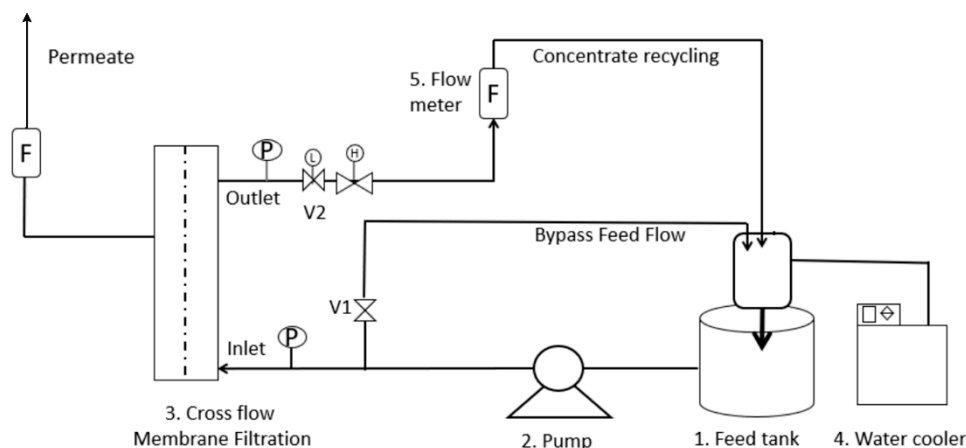 Permeate
Concentrate recycling
5. Flow
meter
F
F
P
L
H
Outlet
V2
Bypass Feed Flow
V1
Inlet
P
3. Cross flow
Membrane Filtration
2. Pump
1. Feed tank
4. Water cooler